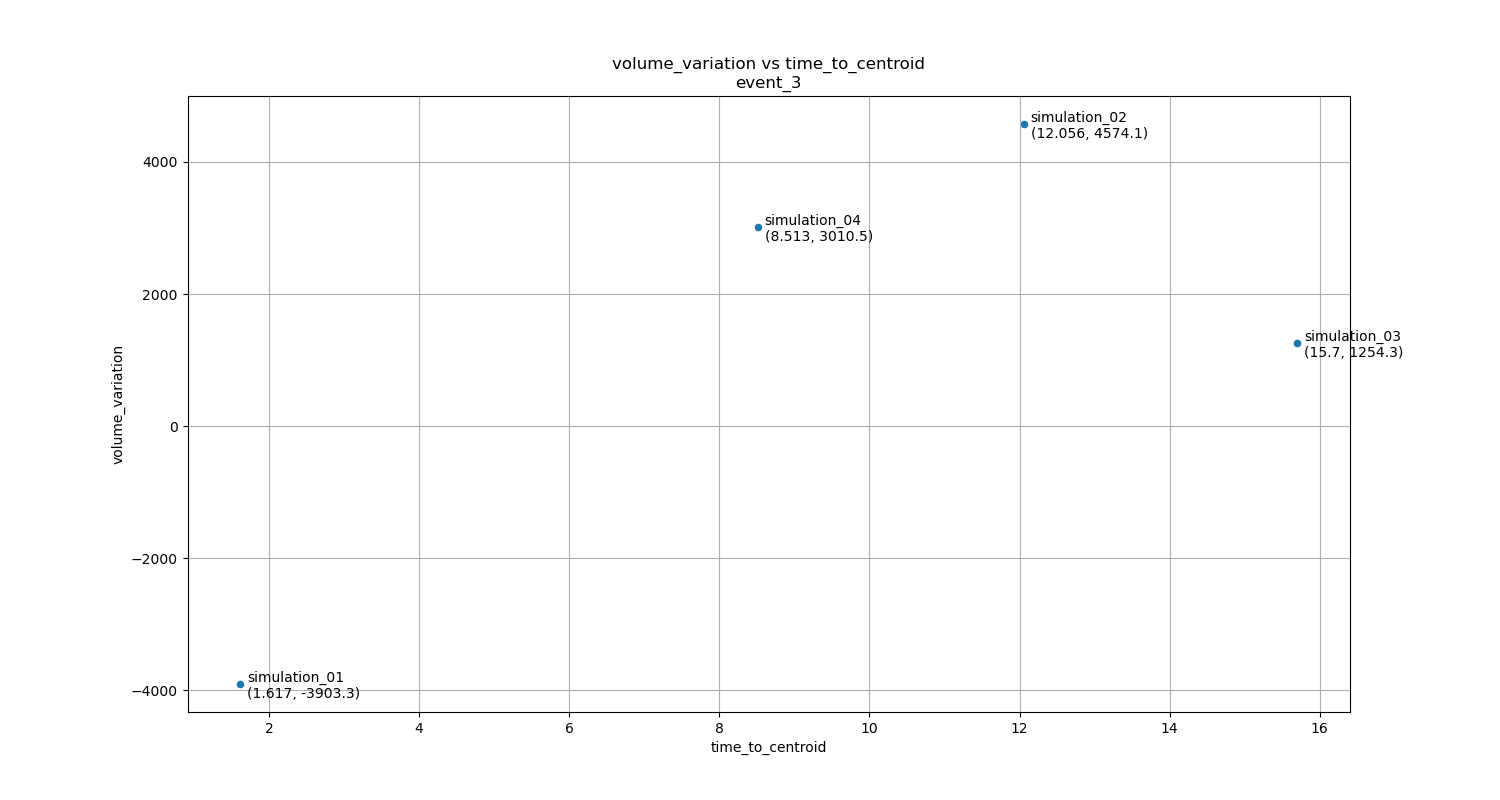 volume_variation vs time_to_centroid
event_3
simulation_02
(12.056, 4574.1)
4000
simulation_04
(8.513, 3010.5)
2000
simulation_03
(15.7, 1254.3)
volume_variation
0
−2000
simulation_01
(1.617, -3903.3)
−4000
2 4 6 8 10 12 14 16
time_to_centroid